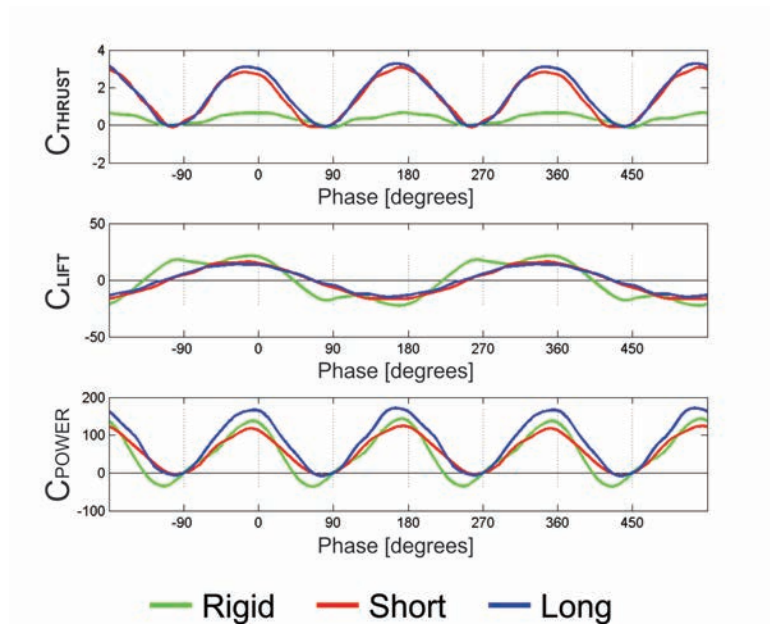 4
2
0
-2
CTHRUST
-90 0 90 180 270 360 450
Phase [degrees]
50
0
-50
CLIFT
-90 0 90 180 270 360 450
Phase [degrees]
200
100
0
-100
CPOWER
-90 0 90 180 270 360 450
Phase [degrees]
Rigid Short Long